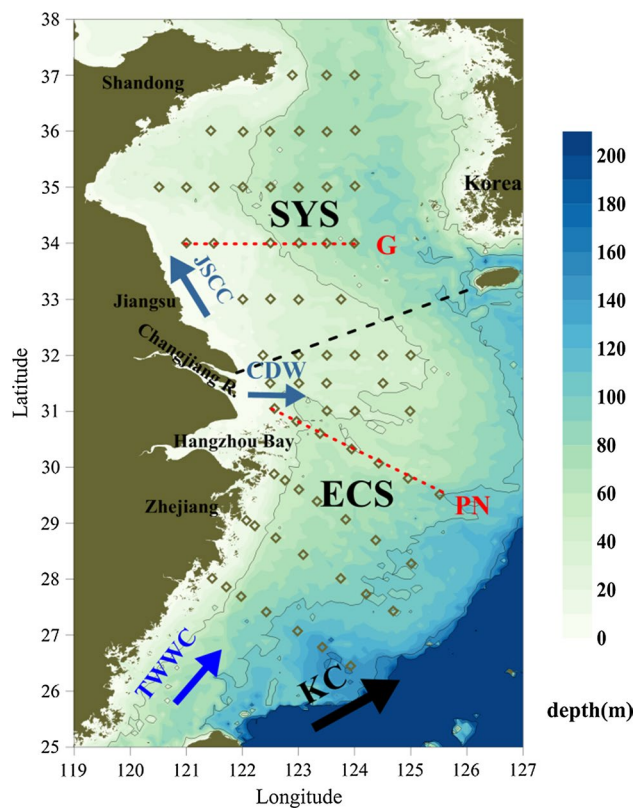 38
37
36
35
34
33
32
31
30
29
28
27
26
25
Latitude
119 120 121 122 123 124 125 126 127
Longitude
Shandong
Korea
SYS
G
JSCC
Jiangsu
Changjiang R.
CDW
Hangzhou Bay
ECS
PN
Zhejiang
TWWC
KC
200
180
160
140
120
100
80
60
40
20
0
depth(m)